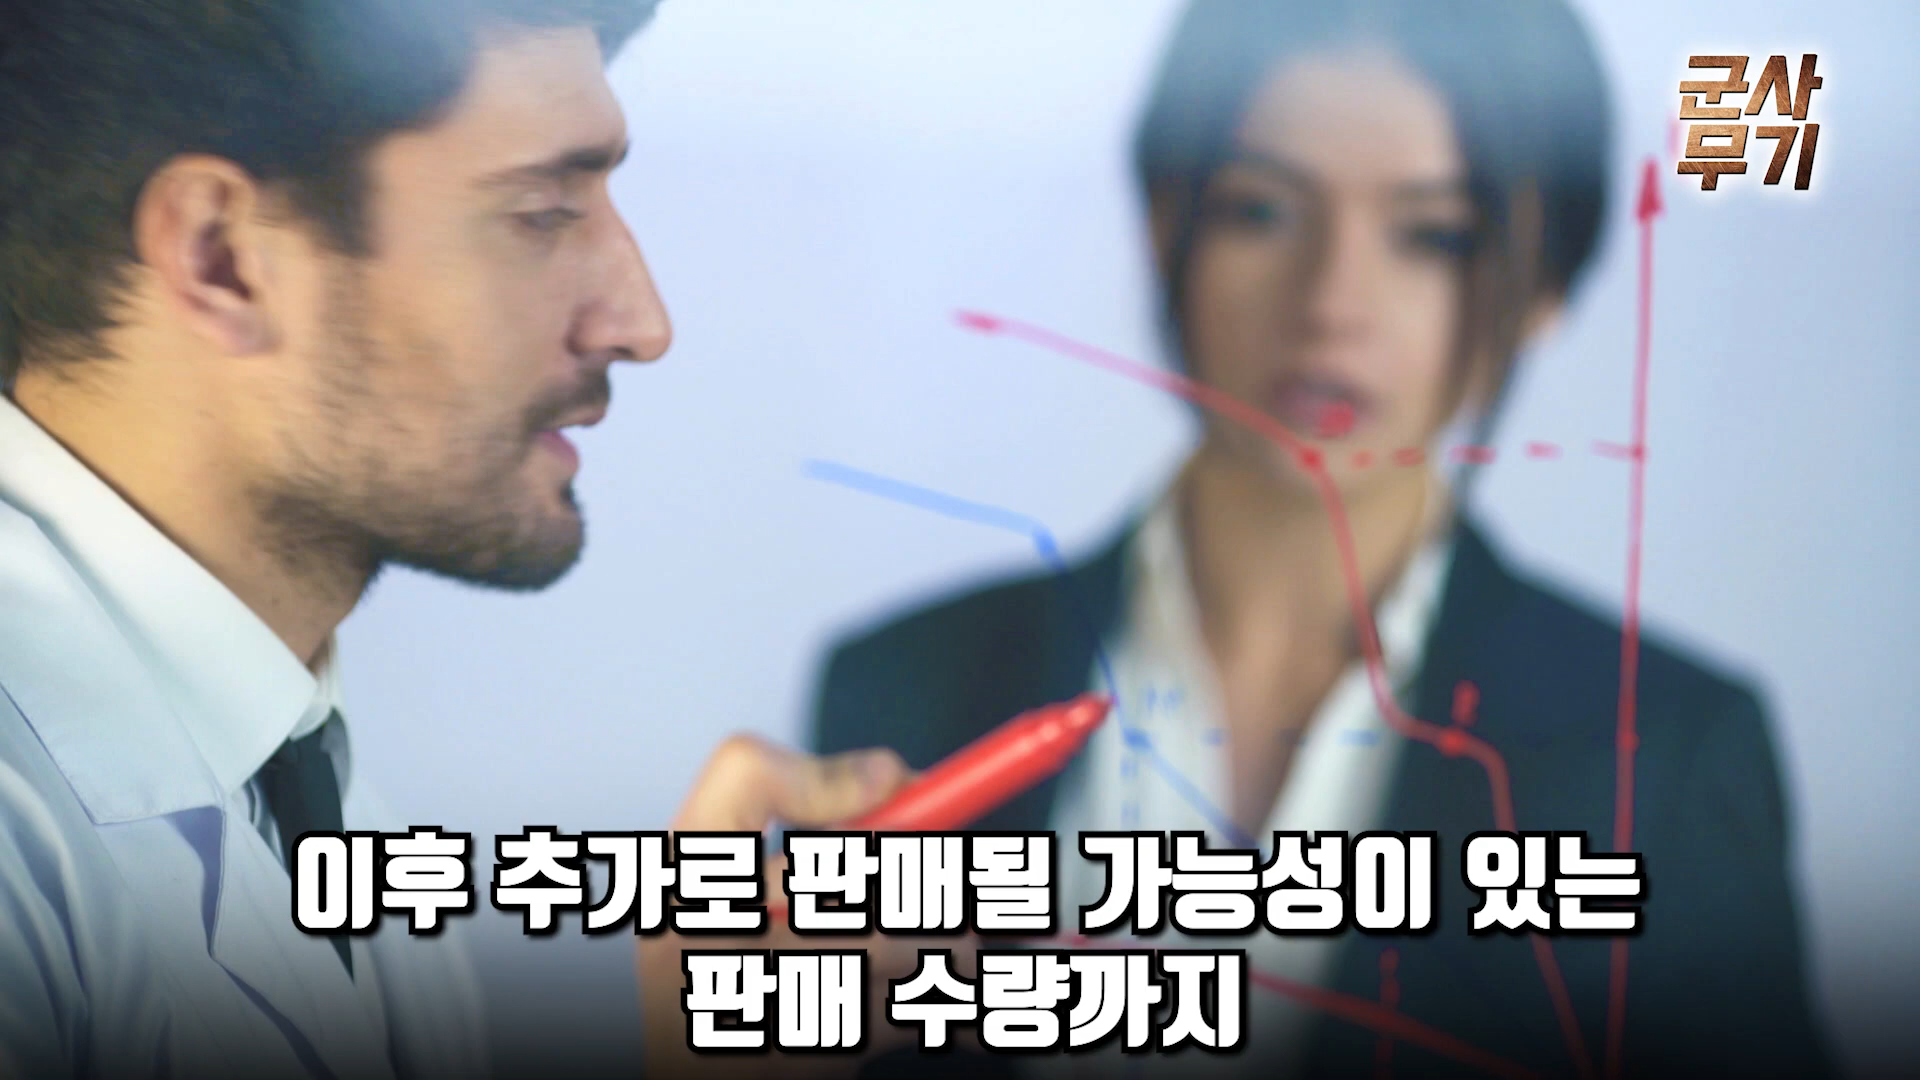 군사
무기
이후 추가로 판매될 가능성이 있는
판매 수량까지